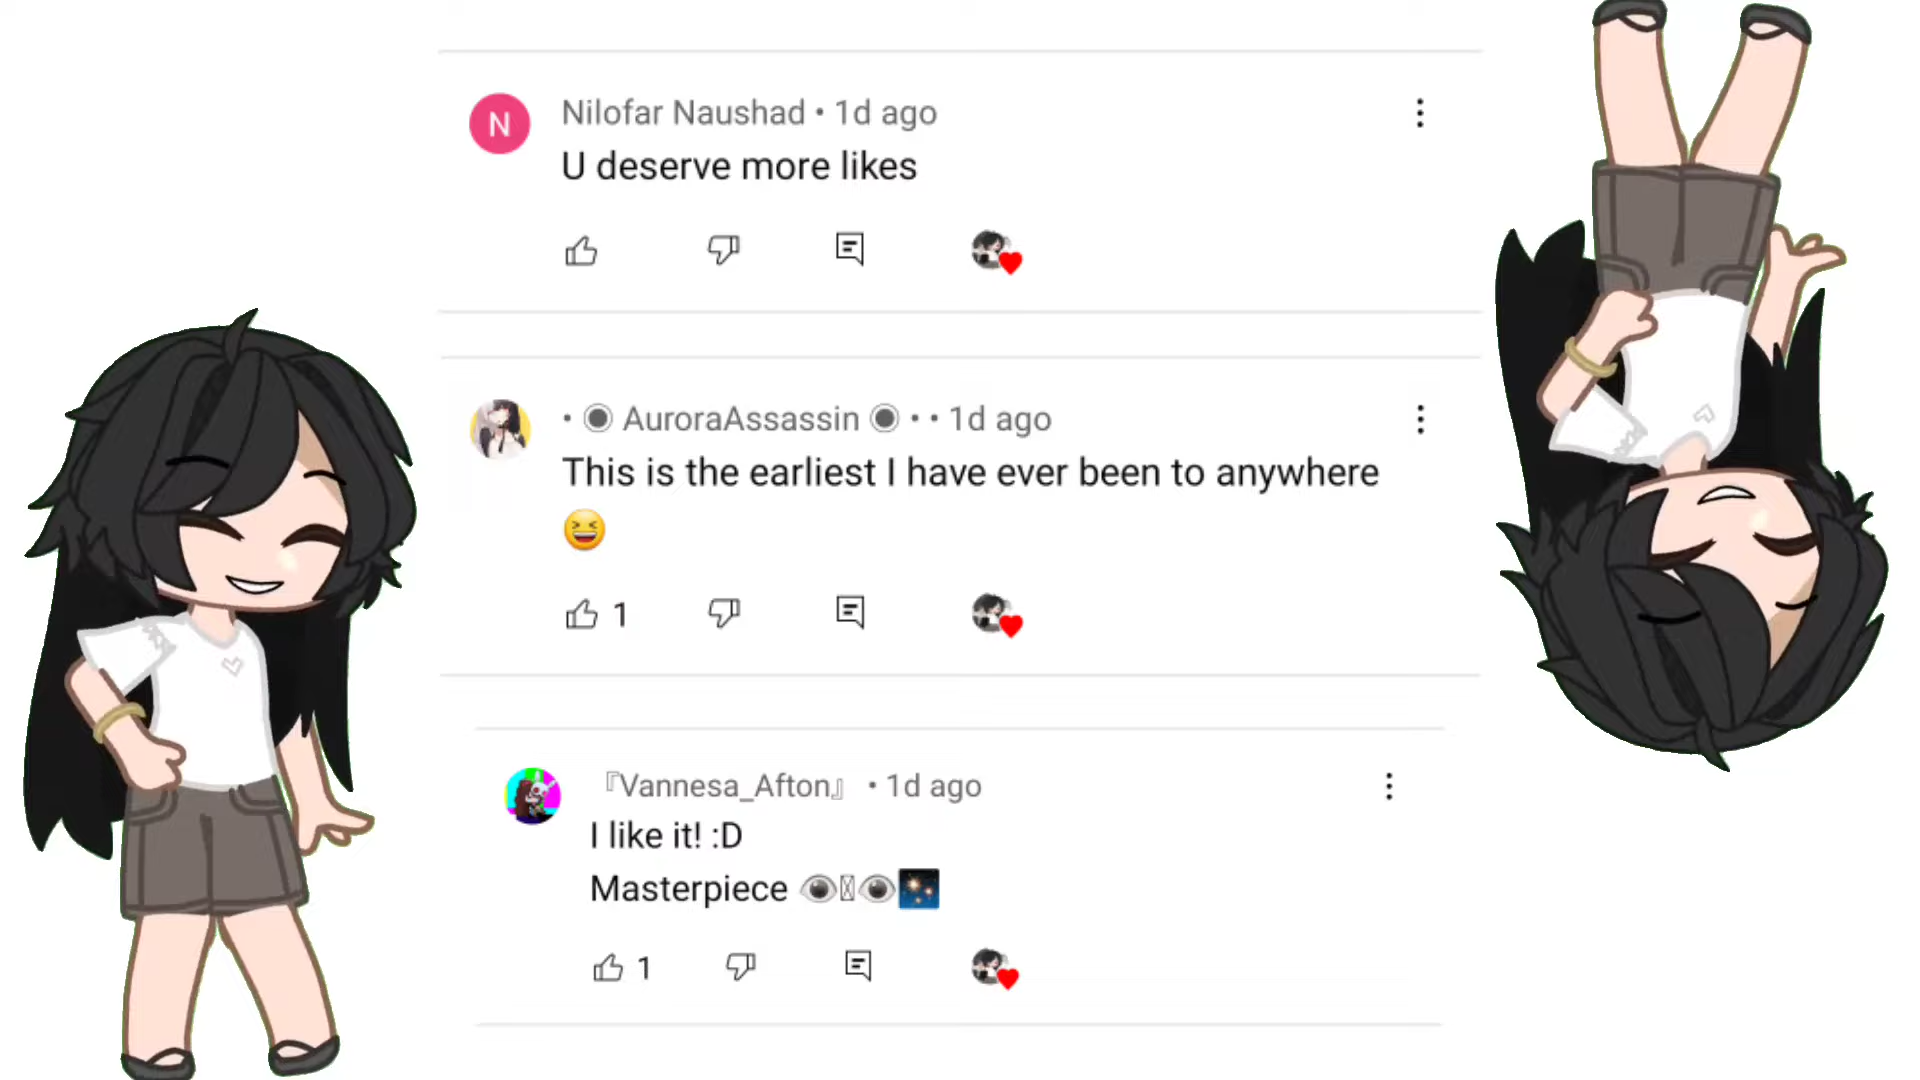 N
Nilofar Naushad • 1d ago
U deserve more likes
• ◉ AuroraAssassin ◉ • • 1d ago
This is the earliest I have ever been to anywhere
😆
1
『Vannesa_Afton』 • 1d ago
I like it! :D
Masterpiece 👁️👁️🎇
1